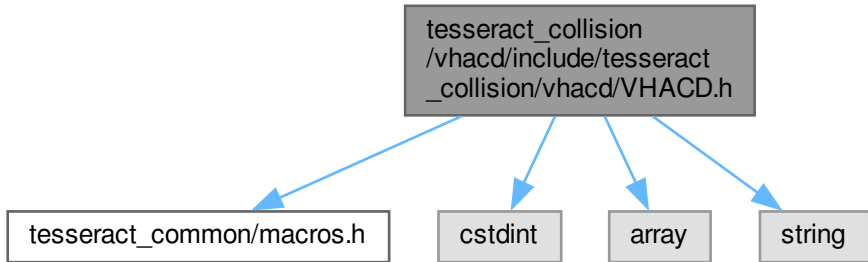 tesseract_collision
/vhacd/include/tesseract
_collision/vhacd/VHACD.h
tesseract_common/macros.h
cstdint
array
string